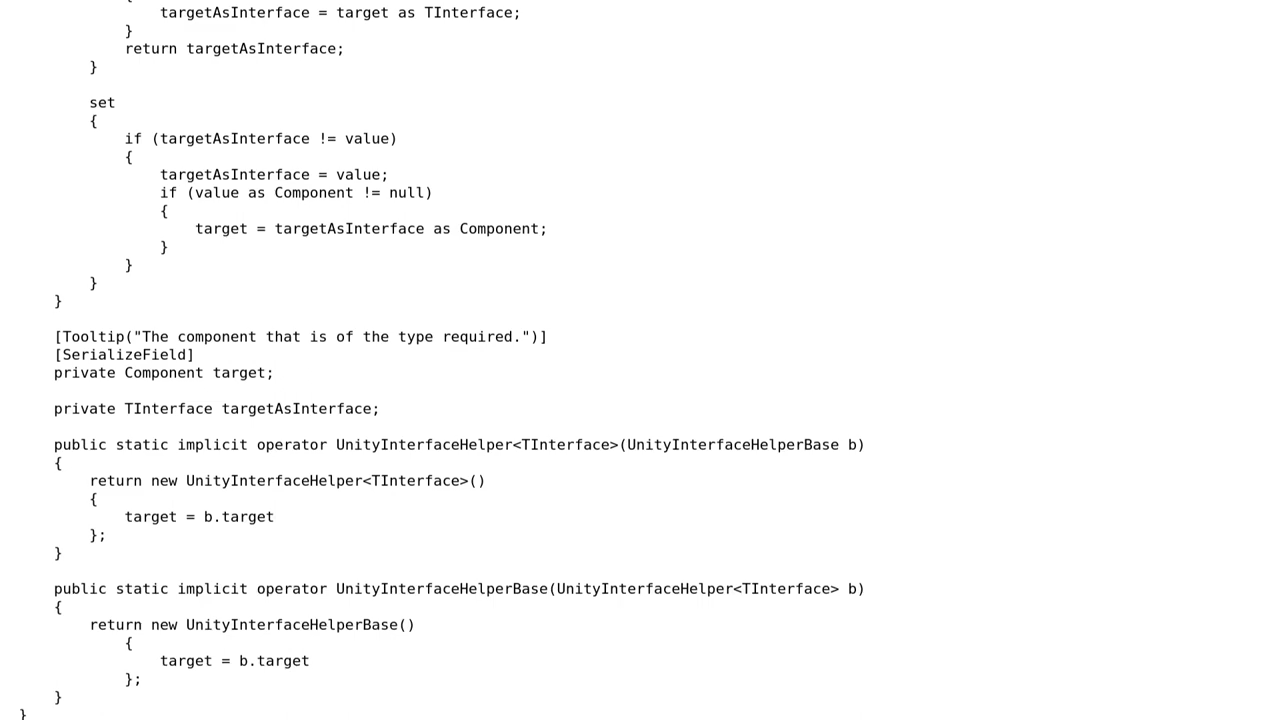 {
targetAsInterface = target as TInterface;
}
return targetAsInterface;
}
set
{
if (targetAsInterface != value)
{
targetAsInterface = value;
if (value as Component != null)
{
target = targetAsInterface as Component;
}
}
}
}
[Tooltip("The component that is of the type required.")]
[SerializeField]
private Component target;
private TInterface targetAsInterface;
public static implicit operator UnityInterfaceHelper<TInterface>(UnityInterfaceHelperBase b)
{
return new UnityInterfaceHelper<TInterface>()
{
target = b.target
};
}
public static implicit operator UnityInterfaceHelperBase(UnityInterfaceHelper<TInterface> b)
{
return new UnityInterfaceHelperBase()
{
target = b.target
};
}
}